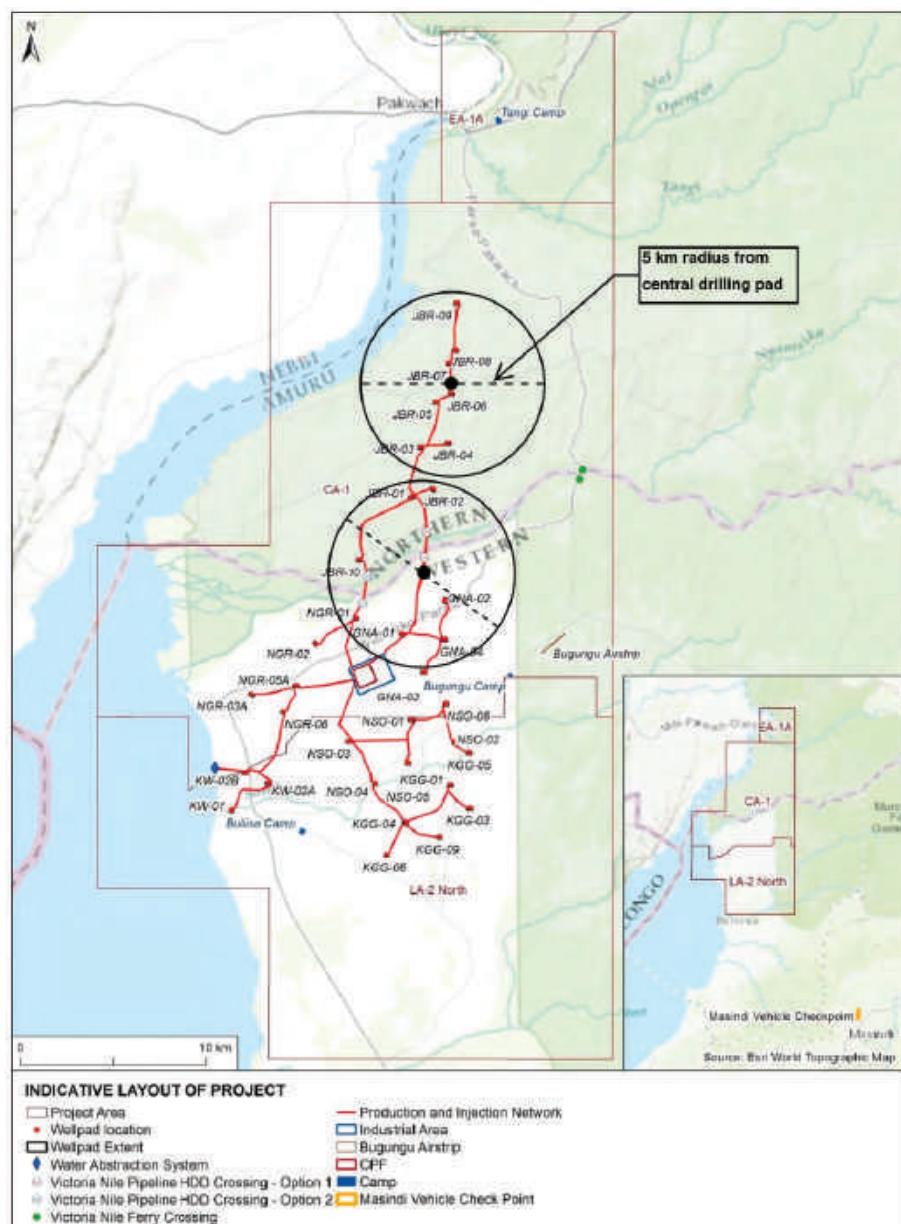 N
Albert Nile
Pakwach
EA-1A
Tangi Camp
Tangi
5 km radius from
central drilling pad
JBR-09
JBR-08
JBR-07
JBR-06
JBR-05
NEBBI
AMURU
JBR-03
JBR-04
CA-1
JBR-01
JBR-02
NORTHERN
WESTERN
JBR-10
GNA-02
NGR-01
GNA-01
NGR-02
GNA-04
Bugungu Airstrip
Bugungu Camp
NGR-05A
NGR-03A
GNA-03
NSO-06
NSO-01
NGR-06
NSO-02
NSO-03
KGG-05
KW-02B
KGG-01
KW-02A
NSO-04
NSO-05
KW-01
KGG-03
KGG-04
Buliisa Camp
KGG-09
KGG-06
LA-2 North
0
10 km
EA-1A
CA-1
LA-2 North
CONGO
Masindi Vehicle Checkpoint
Masindi
Source: Esri World Topographic Map
INDICATIVE LAYOUT OF PROJECT
Project Area
Wellpad location
Wellpad Extent
Water Abstraction System
Victoria Nile Pipeline HDD Crossing - Option 1
Victoria Nile Pipeline HDD Crossing - Option 2
Victoria Nile Ferry Crossing
Production and Injection Network
Industrial Area
Bugungu Airstrip
CPF
Camp
Masindi Vehicle Check Point